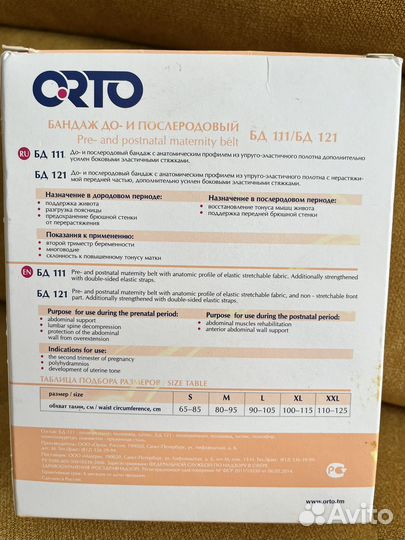 ORTO
БАНДАЖ ДО- И ПОСЛЕРОДОВЫЙ
Pre- and postnatal maternity belt
БД 111/БД 121
RU БД 111 До- и послеродовый бандаж с анатомическим профилем из упруго-эластичного полотна дополнительно
усилен боковыми эластичными стяжками.
БД 121 До- и послеродовый бандаж с анатомическим профилем из упруго-эластичного полотна с нерастяжи-
мой передней частью, дополнительно усилен боковыми эластичными стяжками.
Назначение в дородовом периоде:
• поддержка живота
• разгрузка поясницы
• предохранение брюшной стенки
от перерастяжения
Назначение в послеродовом периоде:
• восстановление тонуса мышц живота
• поддержка передней брюшной стенки
Показания к применению:
• второй триместр беременности
• многоводие
• склонность к повышенному тонусу матки
EN БД 111 Pre- and postnatal maternity belt with anatomic profile of elastic stretchable fabric. Additionally strengthened
with double-sided elastic straps.
БД 121 Pre- and postnatal maternity belt with anatomic profile of elastic stretchable fabric, and non - stretchable front
part. Additionally strengthened with double-sided elastic straps.
Purpose for use during the prenatal period:
• abdominal support
• lumbar spine decompression
• protection of the abdominal
wall from overextension
Purpose for use during the postnatal period:
• abdominal muscles rehabilitation
• anterior abdominal wall support
Indications for use:
• the second trimester of pregnancy
• polyhydramnios
• development of uterine tone
ТАБЛИЦА ПОДБОРА РАЗМЕРОВ / SIZE TABLE
размер / size S M L XL XXL
обхват талии, см / waist circumference, cm 65–85 80–95 90–105 100–115 110–125
Сделано в России
www.orto.tm
Avito